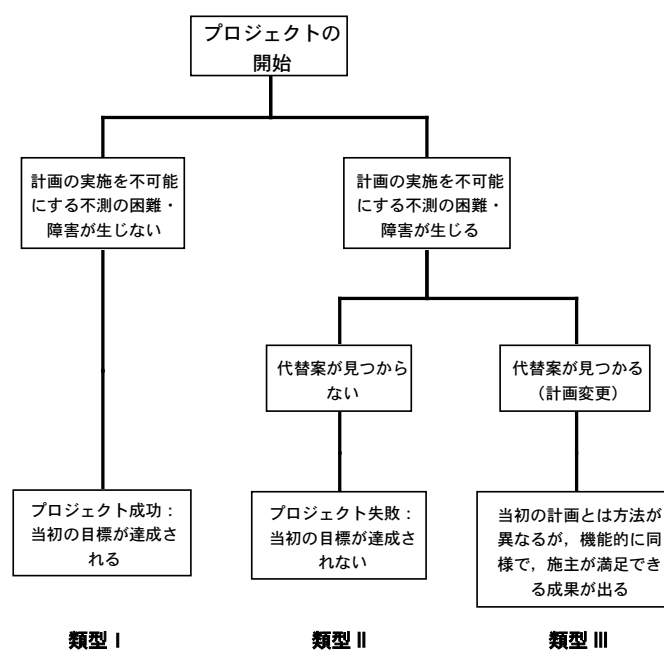 プロジェクトの
開始
計画の実施を不可能
にする不測の困難・
障害が生じない
計画の実施を不可能
にする不測の困難・
障害が生じる
代替案が見つから
ない
代替案が見つかる
（計画変更）
プロジェクト成功：
当初の目標が達成さ
れる
プロジェクト失敗：
当初の目標が達成さ
れない
当初の計画とは方法が
異なるが，機能的に同
様で，施主が満足でき
る成果が出る
類型 I
類型 II
類型 III